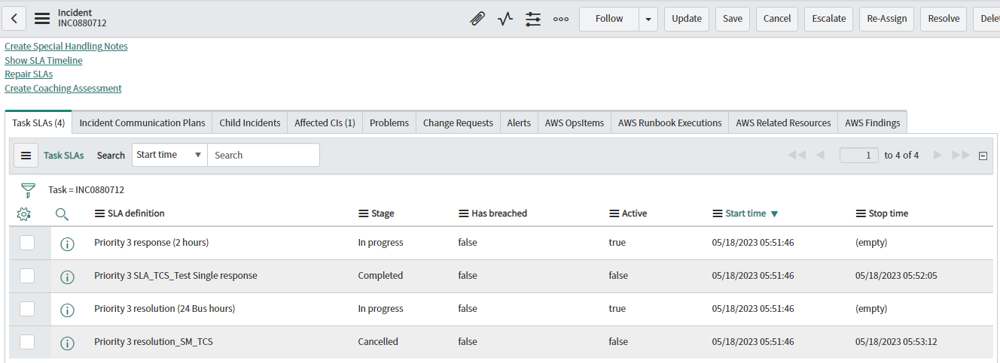 Incident
INC0880712
Follow
Update
Save
Cancel
Escalate
Re-Assign
Resolve
Delet
Create Special Handling Notes
Show SLA Timeline
Repair SLAs
Create Coaching Assessment
Task SLAs (4) Incident Communication Plans Child Incidents Affected CIs (1) Problems Change Requests Alerts AWS OpsItems AWS Runbook Executions AWS Related Resources AWS Findings
Task SLAs Search Start time Search 1 to 4 of 4
Task = INC0880712
SLA definition Stage Has breached Active Start time Stop time
Priority 3 response (2 hours) In progress false true 05/18/2023 05:51:46 (empty)
Priority 3 SLA_TCS_Test Single response Completed false false 05/18/2023 05:51:46 05/18/2023 05:52:05
Priority 3 resolution (24 Bus hours) In progress false true 05/18/2023 05:51:46 (empty)
Priority 3 resolution_SM_TCS Cancelled false false 05/18/2023 05:51:46 05/18/2023 05:53:12